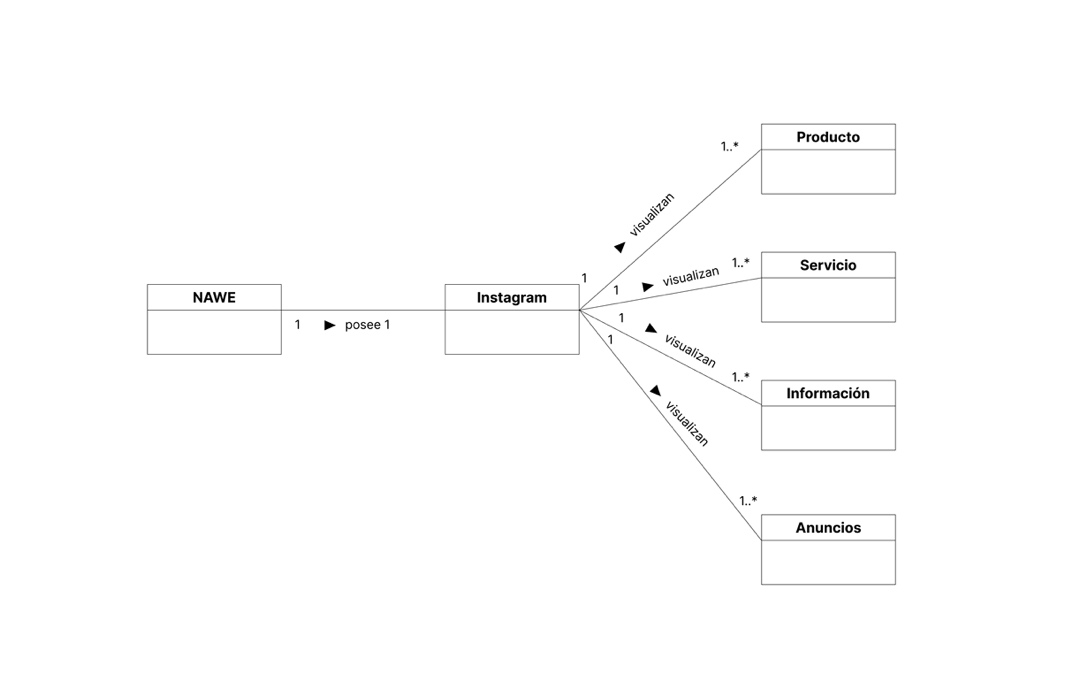 Producto
1..*
visualizan
1
Servicio
1..*
visualizan
1
NAWE
1
posee 1
Instagram
1
visualizan
1..*
Información
1
visualizan
1..*
Anuncios